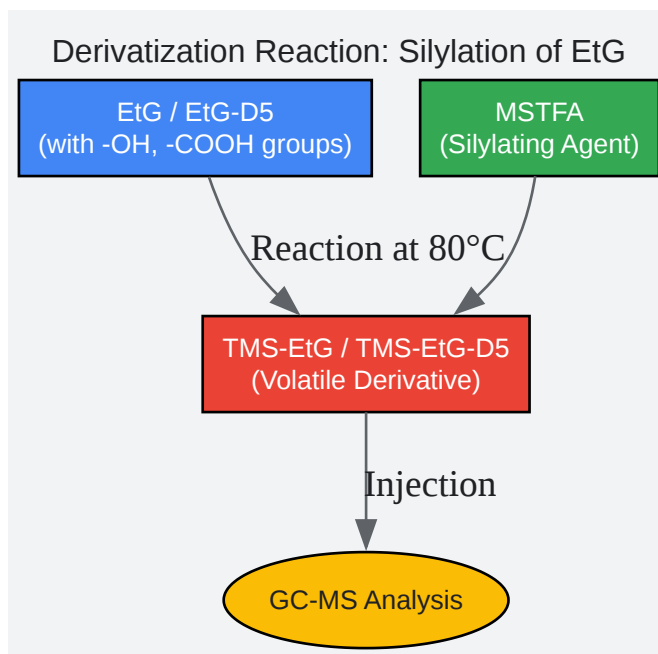 Derivatization Reaction: Silylation of EtG
EtG / EtG-D5
(with -OH, -COOH groups)
MSTFA
(Silylating Agent)
Reaction at 80°C
TMS-EtG / TMS-EtG-D5
(Volatile Derivative)
Injection
GC-MS Analysis